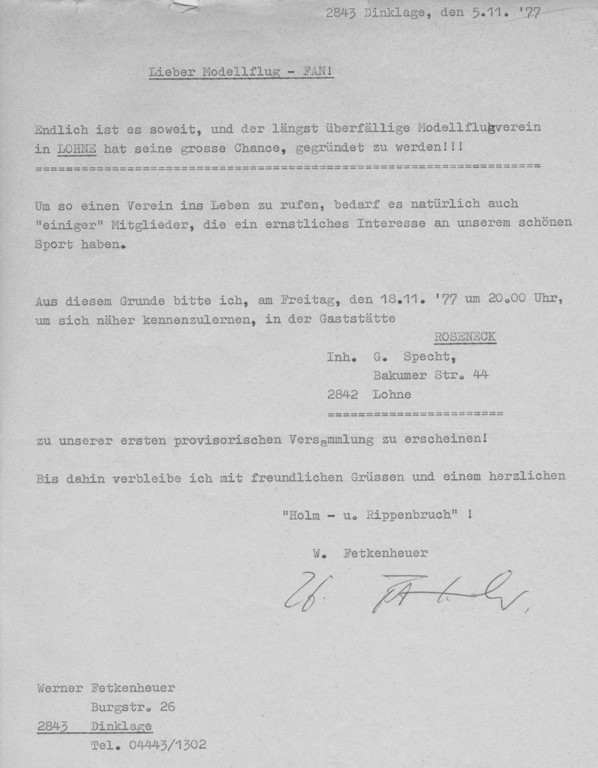 2843 Dinklage, den 5.11. '77
Lieber Modellflug - FAN!
Endlich ist es soweit, und der längst überfällige Modellflugverein
in LOHNE hat seine grosse Chance, gegründet zu werden!!!
==================================================================
Um so einen Verein ins Leben zu rufen, bedarf es natürlich auch
"einiger" Mitglieder, die ein ernstliches Interesse an unserem schönen
Sport haben.
Aus diesem Grunde bitte ich, am Freitag, den 18.11. '77 um 20.00 Uhr,
um sich näher kennenzulernen, in der Gaststätte
ROSENECK
Inh. G. Specht,
Bakumer Str. 44
2842 Lohne
=======================
zu unserer ersten provisorischen Versammlung zu erscheinen!
Bis dahin verbleibe ich mit freundlichen Grüssen und einem herzlichen
"Holm - u. Rippenbruch" !
W. Fetkenheuer
Werner Fetkenheuer
Burgstr. 26
2843 Dinklage
Tel. 04443/1302